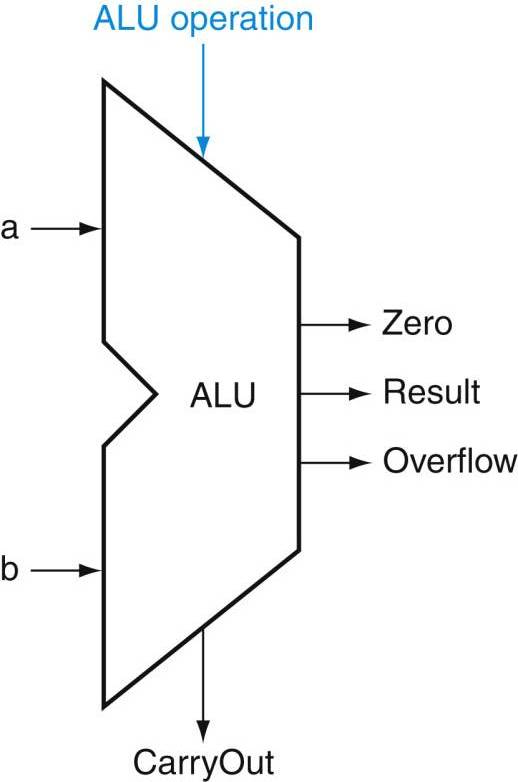 ALU operation
a
Zero
ALU
Result
Overflow
b
CarryOut